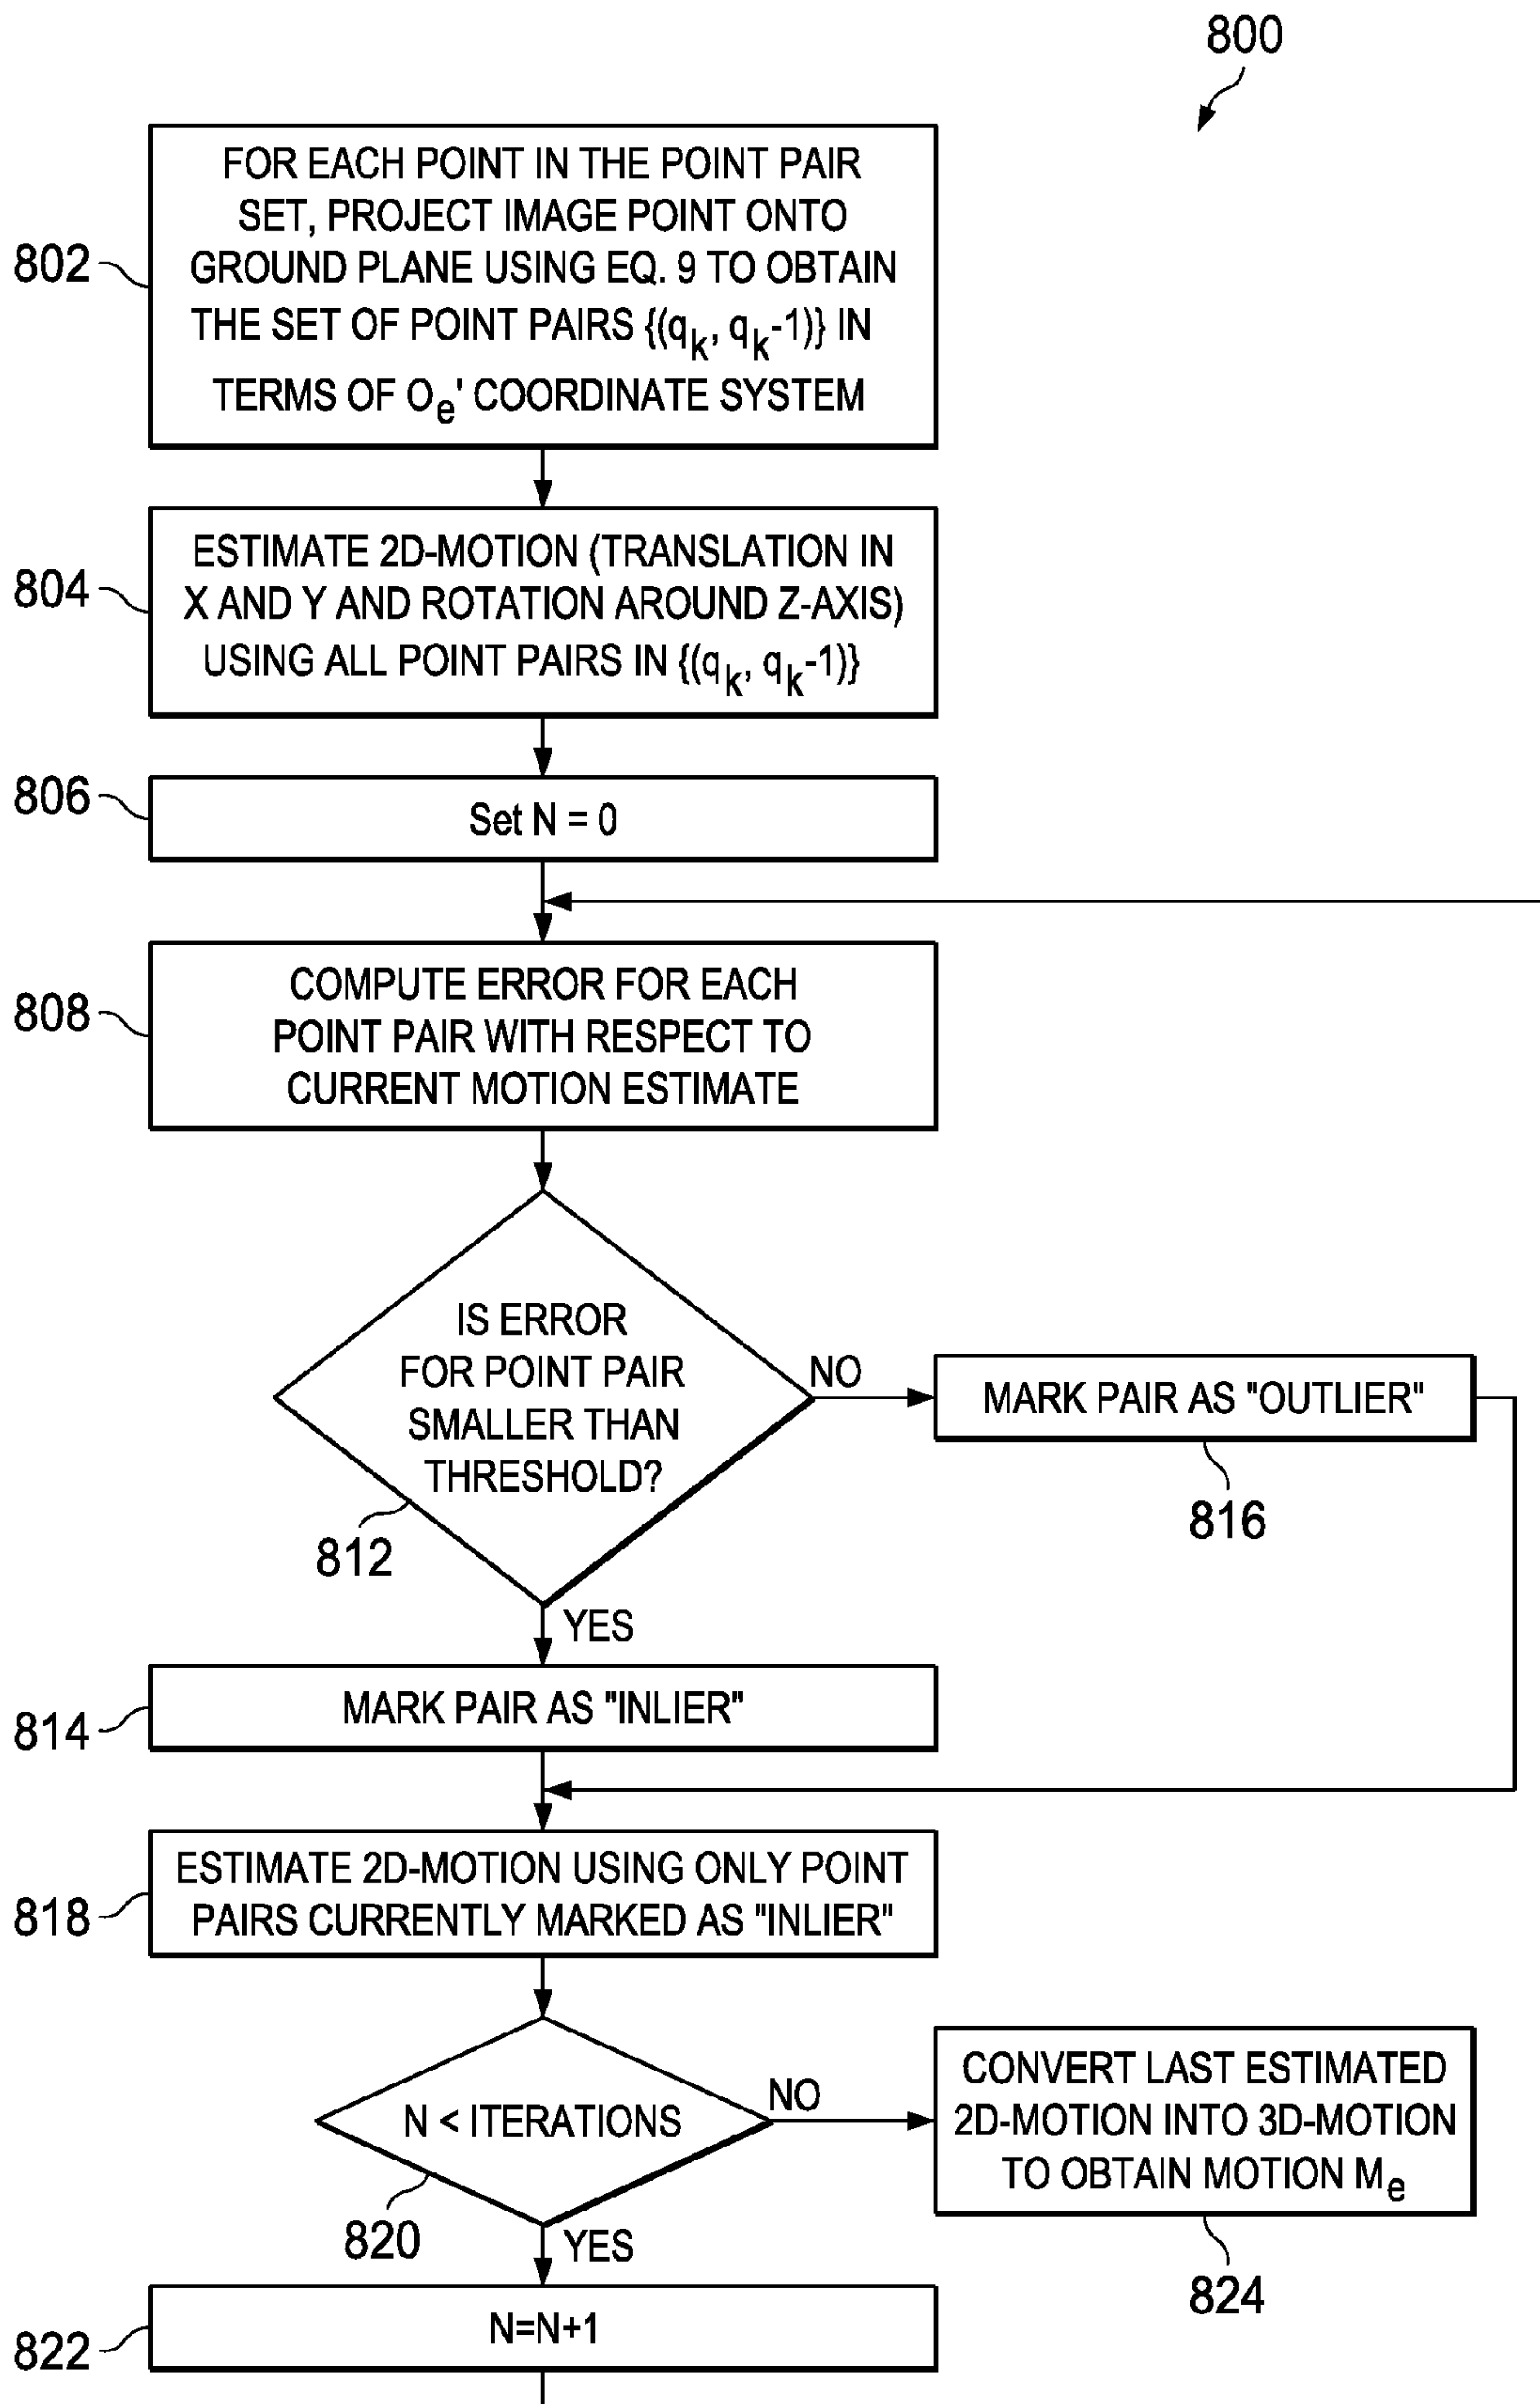 800
FOR EACH POINT IN THE POINT PAIR
SET, PROJECT IMAGE POINT ONTO
GROUND PLANE USING EQ. 9 TO OBTAIN
THE SET OF POINT PAIRS {(qk, qk-1)} IN
TERMS OF Oe' COORDINATE SYSTEM
802
ESTIMATE 2D-MOTION (TRANSLATION IN
X AND Y AND ROTATION AROUND Z-AXIS)
USING ALL POINT PAIRS IN {(qk, qk-1)}
804
Set N = 0
806
COMPUTE ERROR FOR EACH
POINT PAIR WITH RESPECT TO
CURRENT MOTION ESTIMATE
808
IS ERROR
FOR POINT PAIR
SMALLER THAN
THRESHOLD?
812
NO
MARK PAIR AS "OUTLIER"
816
YES
MARK PAIR AS "INLIER"
814
ESTIMATE 2D-MOTION USING ONLY POINT
PAIRS CURRENTLY MARKED AS "INLIER"
818
N < ITERATIONS
820
NO
CONVERT LAST ESTIMATED
2D-MOTION INTO 3D-MOTION
TO OBTAIN MOTION Me
824
YES
N=N+1
822